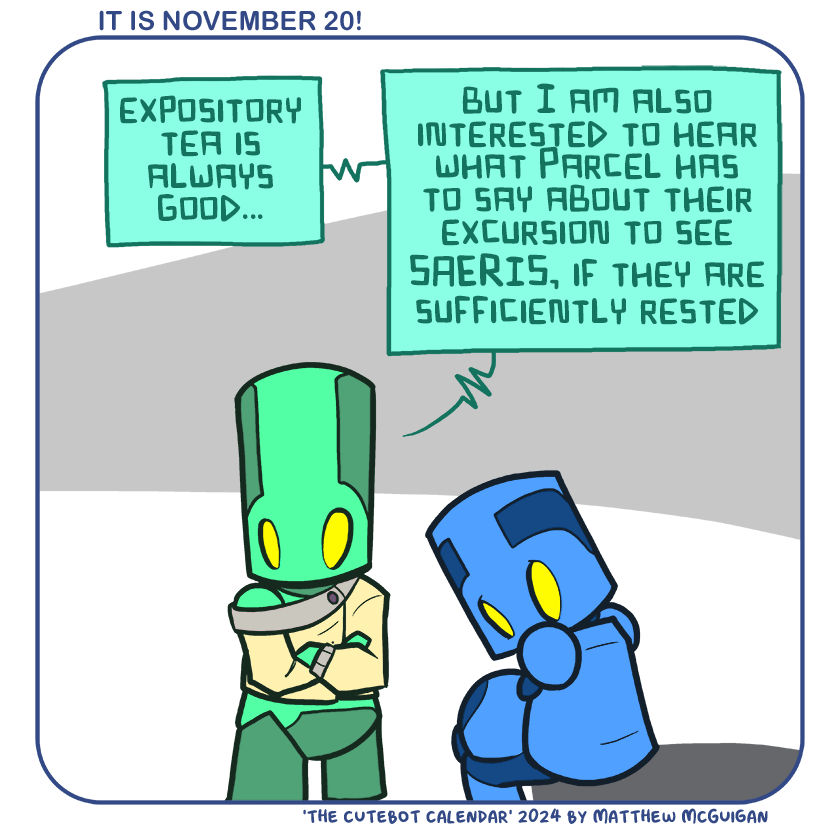 IT IS NOVEMBER 20!
EXPOSITORY
TEA IS
ALWAYS
GOOD...
BUT I AM ALSO
INTERESTED TO HEAR
WHAT PARCEL HAS
TO SAY ABOUT THEIR
EXCURSION TO SEE
SAERIS, IF THEY ARE
SUFFICIENTLY RESTED
'THE CUTEBOT CALENDAR' 2024 BY MATTHEW MCGUIGAN